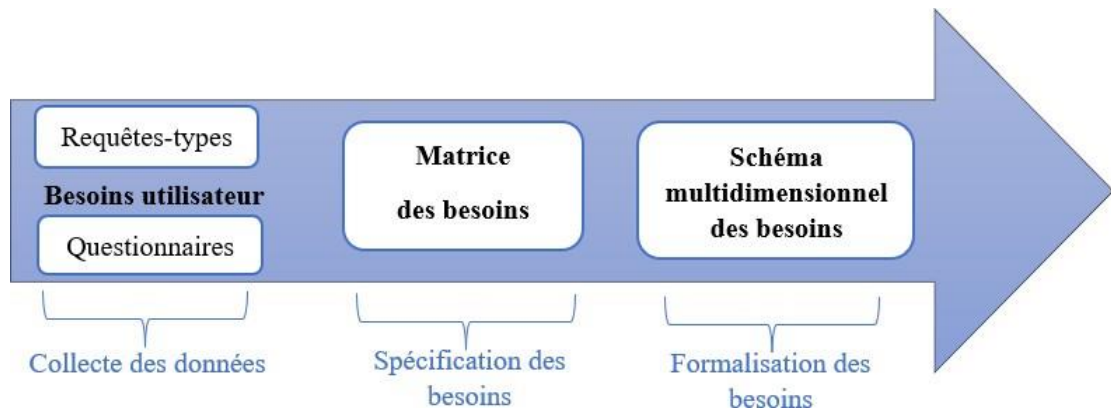 Requêtes-types
Besoins utilisateur
Questionnaires
Matrice
des besoins
Schéma
multidimensionnel
des besoins
Collecte des données
Spécification des
besoins
Formalisation des
besoins